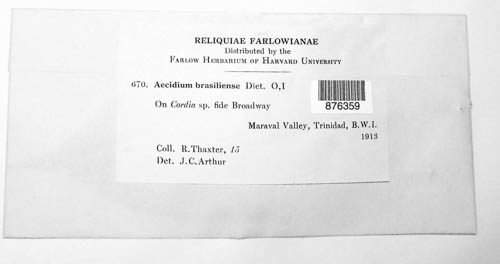 RELIQUIAE FARLOWIANAE
Distributed by the
FARLOW HERBARIUM OF HARVARD UNIVERSITY
670. Aecidium brasiliense Diet. O,I
On Cordia sp. fide Broadway
876359
Maraval Valley, Trinidad, B.W.I.
1913
Coll. R.Thaxter, 15
Det. J.C.Arthur